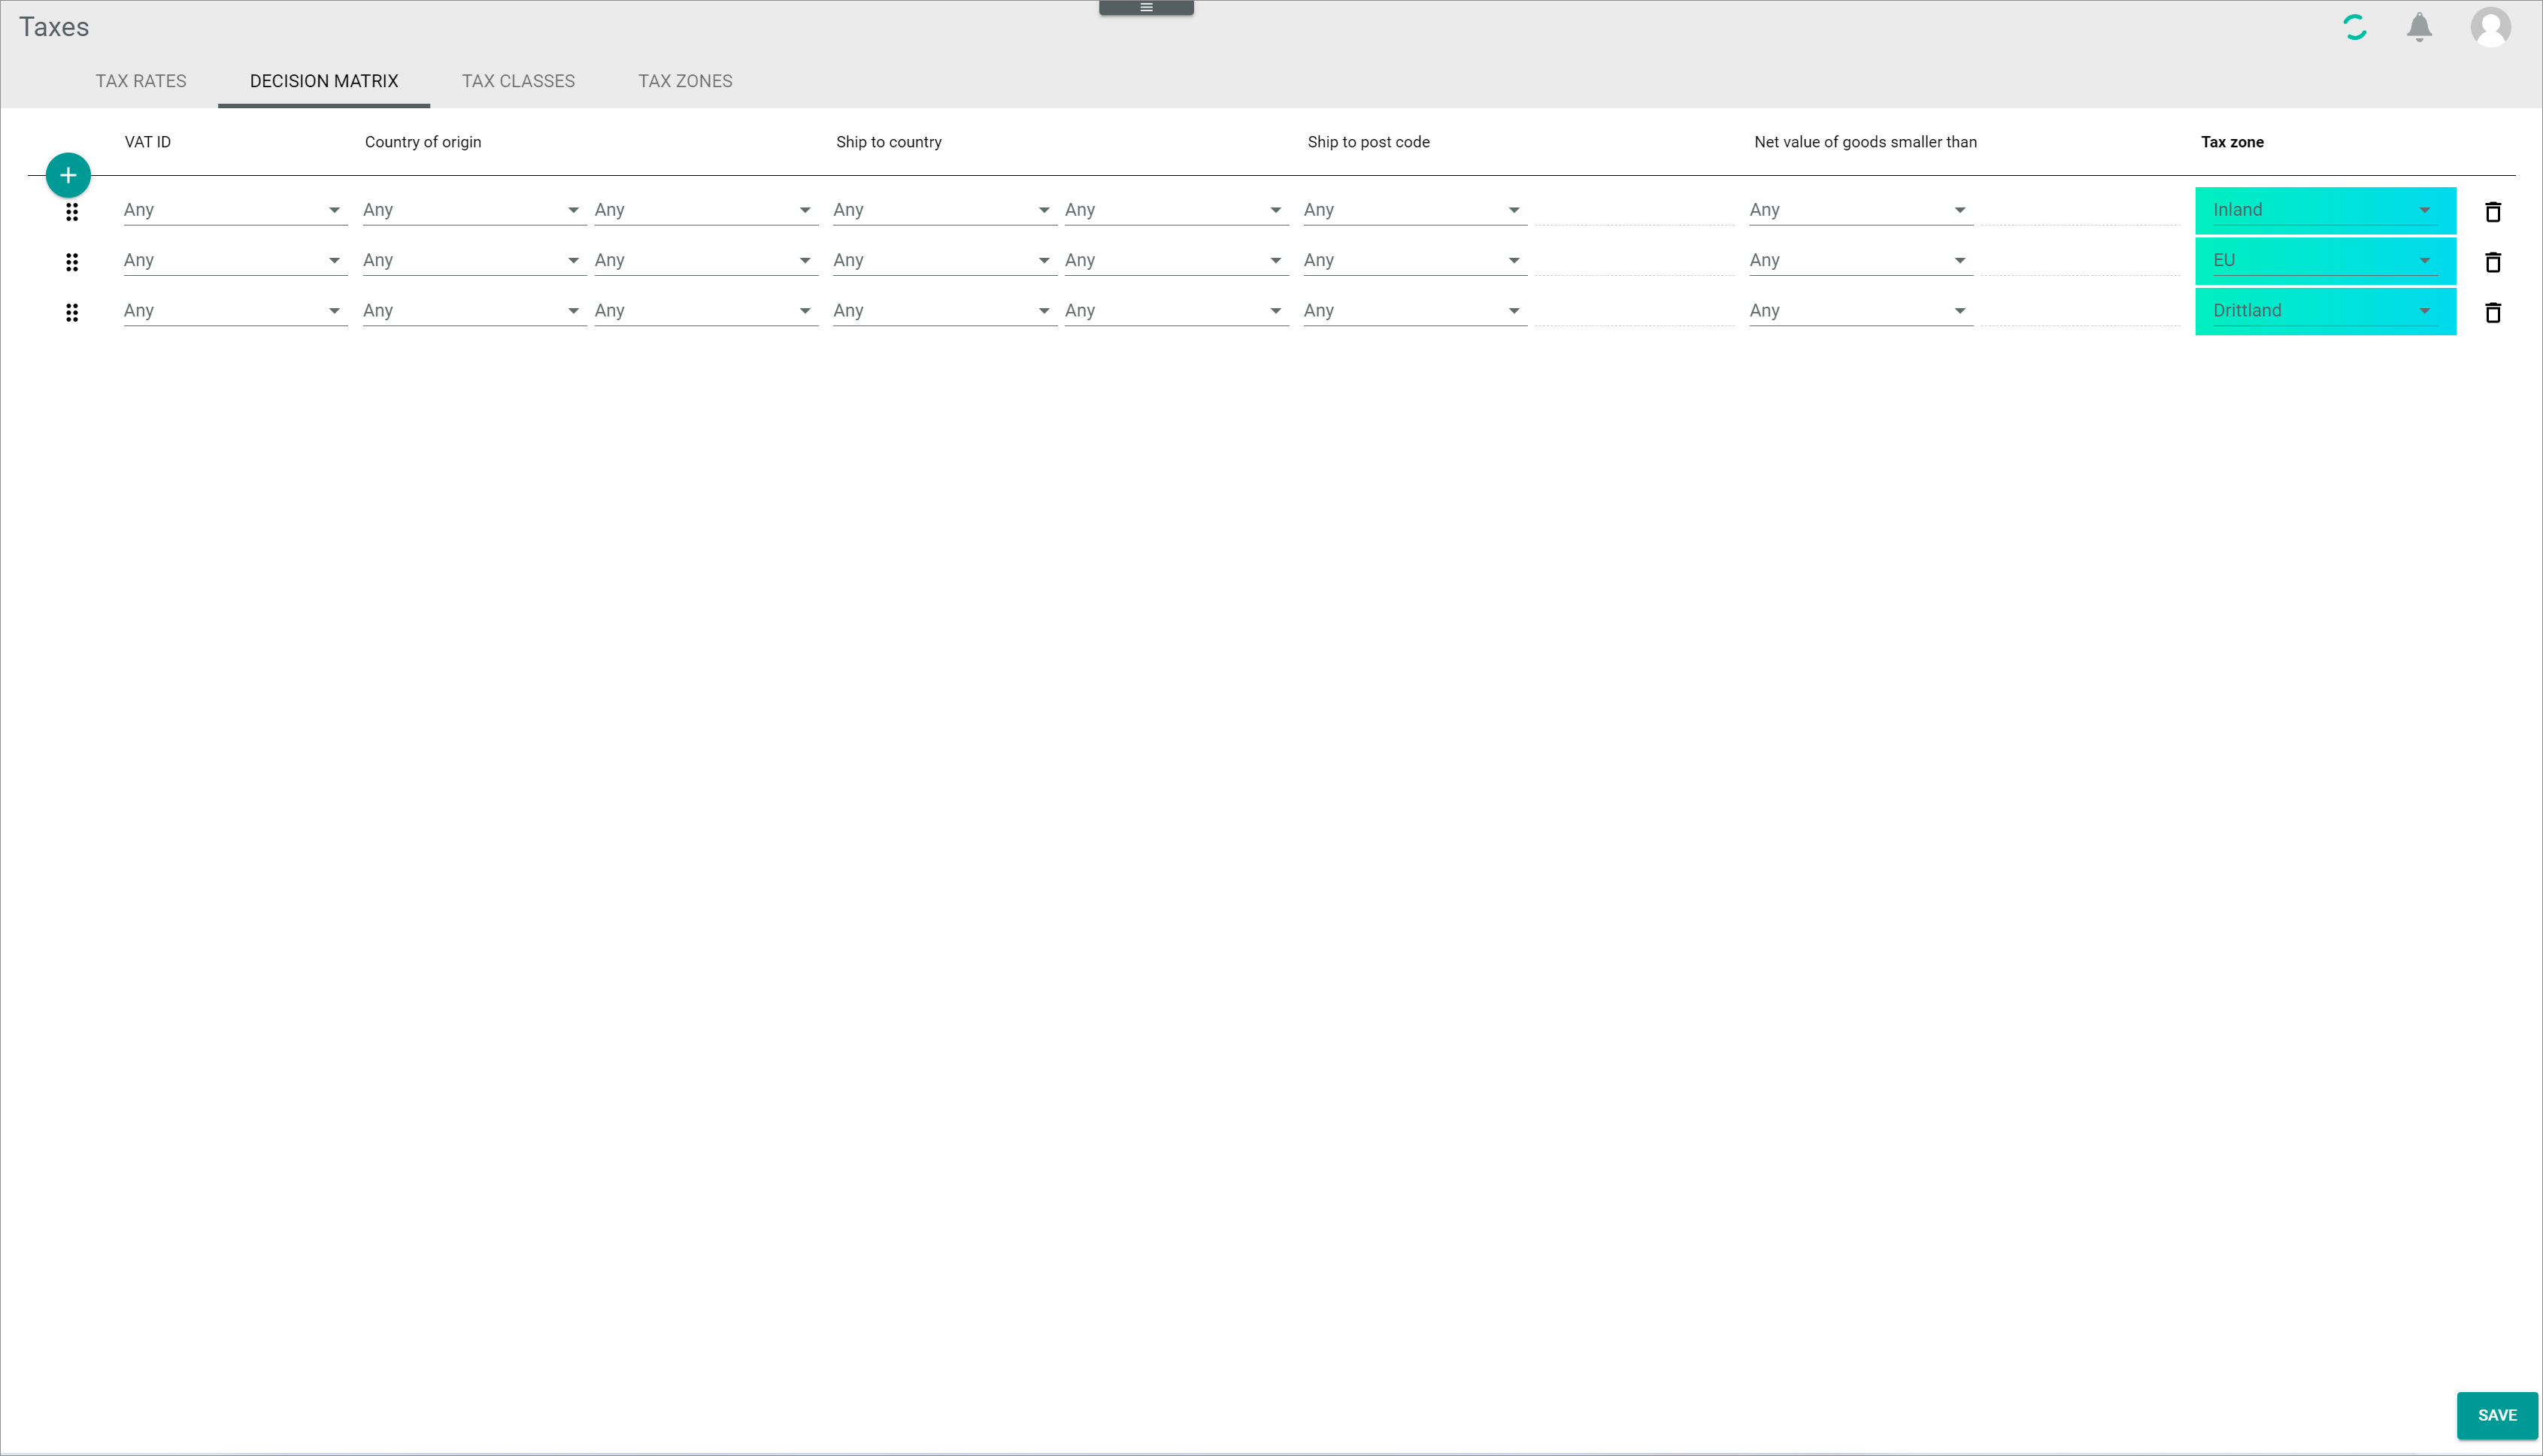 Taxes
TAX RATES DECISION MATRIX TAX CLASSES TAX ZONES
VAT ID Country of origin Ship to country Ship to post code Net value of goods smaller than Tax zone
Any Any Any Any Any Any Any Inland
Any Any Any Any Any Any Any EU
Any Any Any Any Any Any Any Drittland
SAVE